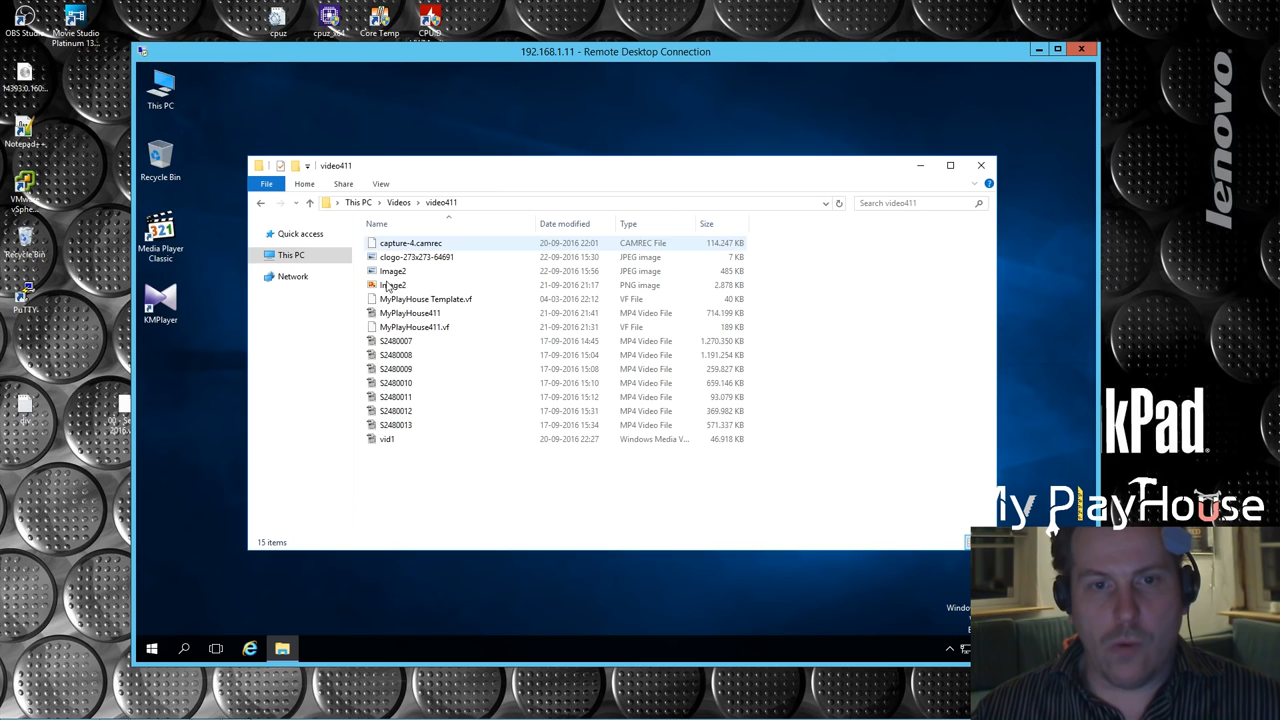 OBS Studio
Movie Studio
Platinum 13...
cpuz
cpuz_x64
Core Temp
CPUID
14393.0.160...
Notepad++
VMware
vSphe...
Recycle Bin
PuTTY
div
192.168.1.11 - Remote Desktop Connection
This PC
Recycle Bin
Media Player
Classic
KMPlayer
video411
File
Home
Share
View
This PC
Videos
video411
Search video411
Quick access
This PC
Network
Name
Date modified
Type
Size
capture-4.camrec 20-09-2016 22:01 CAMREC File 114.247 KB
clogo-273x273-64691 22-09-2016 15:30 JPEG image 7 KB
Image2 22-09-2016 15:56 JPEG image 485 KB
Image2 21-09-2016 21:17 PNG image 2.878 KB
MyPlayHouse Template.vf 04-03-2016 22:12 VF File 40 KB
MyPlayHouse411 21-09-2016 21:41 MP4 Video File 714.199 KB
MyPlayHouse411.vf 21-09-2016 21:31 VF File 189 KB
S2480007 17-09-2016 14:45 MP4 Video File 1.270.350 KB
S2480008 17-09-2016 15:04 MP4 Video File 1.191.254 KB
S2480009 17-09-2016 15:08 MP4 Video File 259.827 KB
S2480010 17-09-2016 15:10 MP4 Video File 659.146 KB
S2480011 17-09-2016 15:12 MP4 Video File 93.079 KB
S2480012 17-09-2016 15:31 MP4 Video File 369.982 KB
S2480013 17-09-2016 15:34 MP4 Video File 571.337 KB
vid1 20-09-2016 22:27 Windows Media V... 46.918 KB
15 items
lenovo
kPad
My PlayHouse